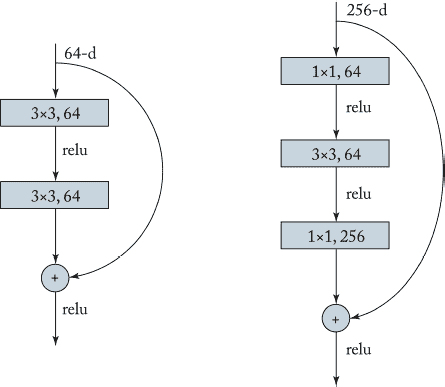 64-d
3×3, 64
relu
3×3, 64
+
relu
256-d
1×1, 64
relu
3×3, 64
relu
1×1, 256
+
relu